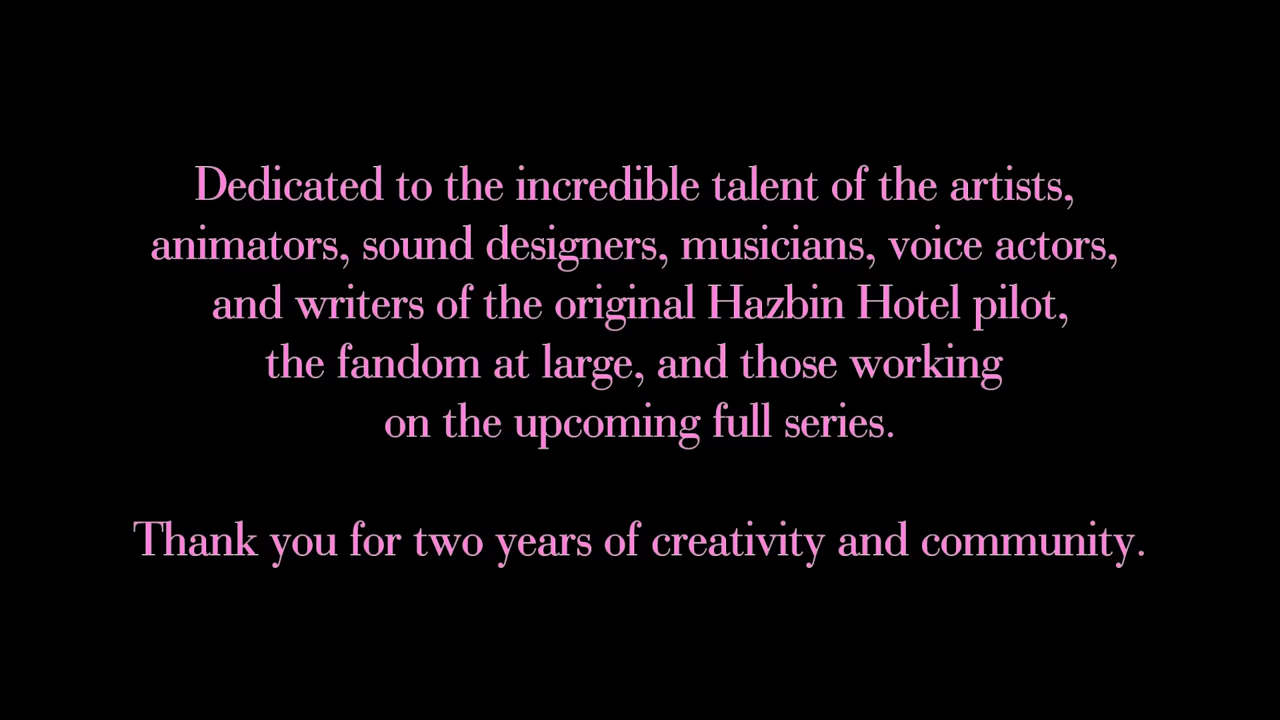 Dedicated to the incredible talent of the artists,
animators, sound designers, musicians, voice actors,
and writers of the original Hazbin Hotel pilot,
the fandom at large, and those working
on the upcoming full series.
Thank you for two years of creativity and community.